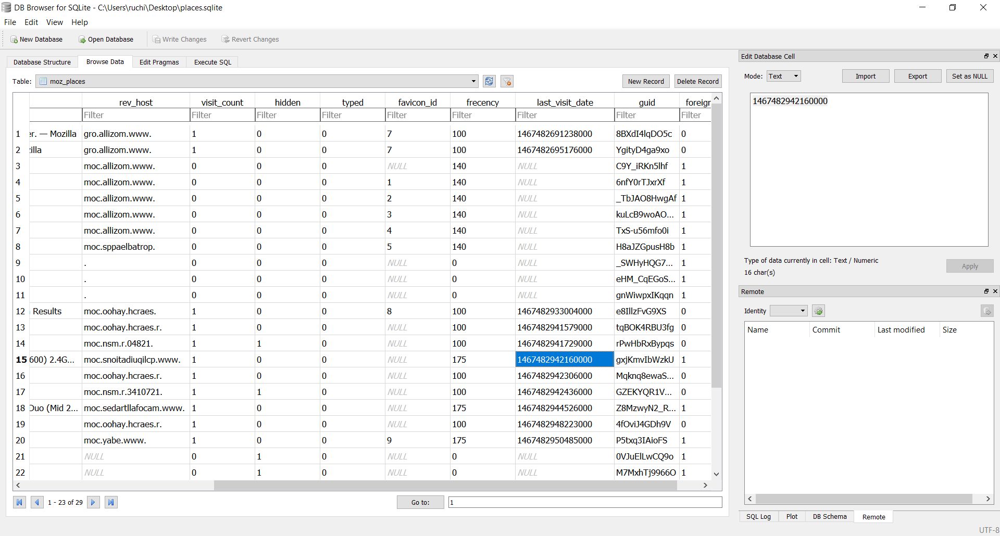 DB Browser for SQLite - C:\Users\ruchi\Desktop\places.sqlite
File Edit View Help
New Database Open Database Write Changes Revert Changes
Database Structure Browse Data Edit Pragmas Execute SQL
Table: moz_places New Record Delete Record
rev_host visit_count hidden typed favicon_id frecency last_visit_date guid foreigr
Filter Filter Filter Filter Filter Filter Filter Filter Filter
1 er. — Mozilla gro.allizom.www. 1 0 0 7 100 1467482691238000 8BXdI4lqDO5c 0
2 zilla gro.allizom.www. 1 0 0 7 100 1467482695176000 YgityD4ga9xo 0
3 moc.allizom.www. 0 0 0 NULL 140 NULL C9Y_iRKn5lhf 1
4 moc.allizom.www. 0 0 0 1 140 NULL 6nfY0rTJxrXf 1
5 moc.allizom.www. 0 0 0 2 140 NULL _TbJAO8HwgAf 1
6 moc.allizom.www. 0 0 0 3 140 NULL kuLcB9woAO... 1
7 moc.allizom.www. 0 0 0 4 140 NULL TxS-u56mfo0i 1
8 moc.sppaelbatrop. 0 0 0 5 140 NULL H8aJZGpusH8b 1
9 . 0 0 0 NULL 0 NULL _SWHyHQG7... 1
10 . 0 0 0 NULL 0 NULL eHM_CqEGoS... 1
11 . 0 0 0 NULL 0 NULL gnWiwpxIKqqn 1
12 Results moc.oohay.hcraes. 1 0 0 8 100 1467482933004000 e8IllzFvG9XS 0
13 moc.oohay.hcraes.r. 1 0 0 NULL 100 1467482941579000 tqBOK4RBU3fg 0
14 moc.nsm.r.04821. 1 1 0 NULL 100 1467482941729000 rPwHbRxBypqs 0
15 600) 2.4G... moc.snoitadiuqilcp.www. 1 0 0 NULL 175 1467482942160000 gxjKmvIbWzkU 1
16 moc.oohay.hcraes.r. 1 0 0 NULL 100 1467482942306000 Mqknq8ewaS... 0
17 moc.nsm.r.3410721. 1 1 0 NULL 100 1467482942436000 GZEKYQR1V... 0
18 Duo (Mid 2... moc.sedartllafocam.www. 1 0 0 NULL 175 1467482944526000 Z8MzwyN2_R... 1
19 moc.oohay.hcraes.r. 1 0 0 NULL 100 1467482948223000 4fOviJ4GDh9V 0
20 moc.yabe.www. 1 0 0 9 175 1467482950485000 P5txq3IAioFS 1
21 NULL 0 1 0 NULL 0 NULL 0VJuElLwCQ9o 1
22 NULL 0 1 0 NULL 0 NULL M7MxhTj9966O 1
1 - 23 of 29 Go to: 1
Edit Database Cell
Mode: Text Import Export Set as NULL
1467482942160000
Type of data currently in cell: Text / Numeric
16 char(s)
Apply
Remote
Identity
Name Commit Last modified Size
SQL Log Plot DB Schema Remote
UTF-8